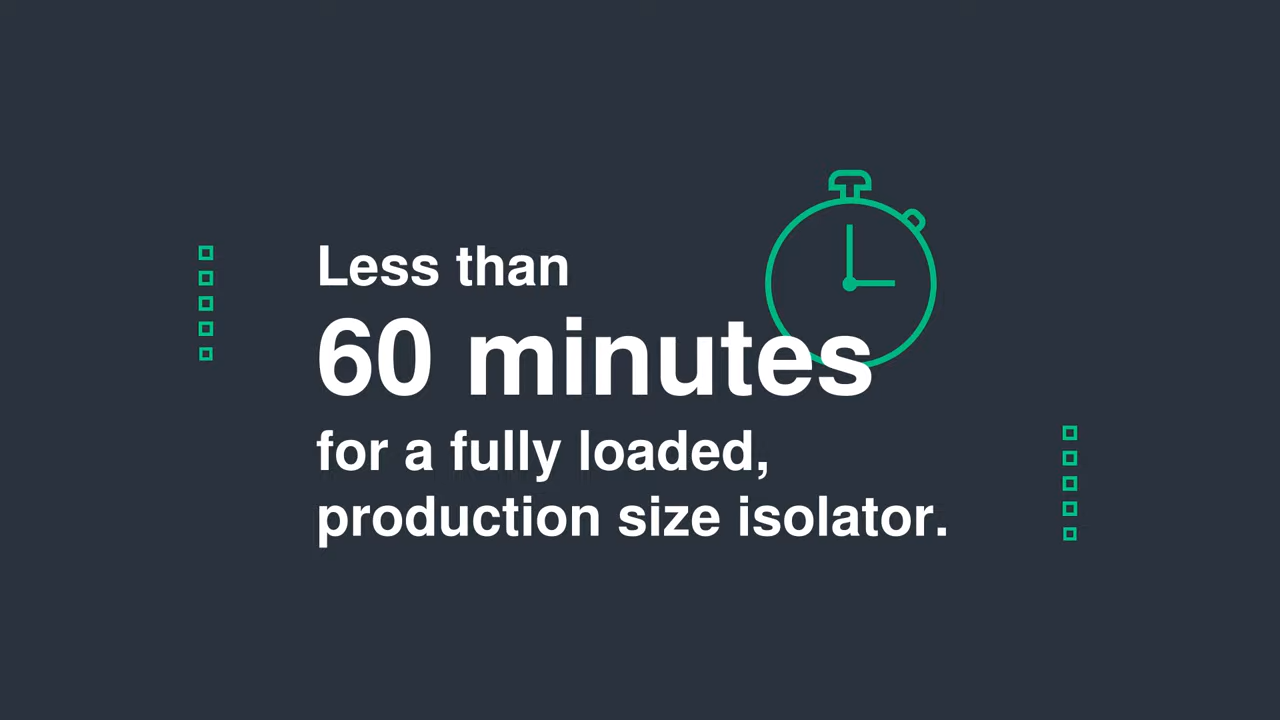 Less than
60 minutes
for a fully loaded,
production size isolator.